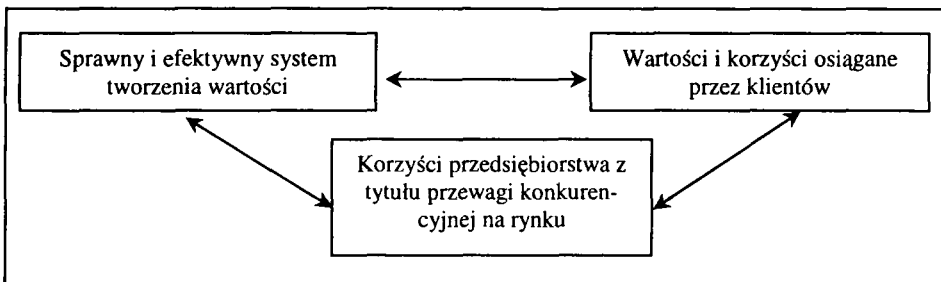 Sprawny i efektywny system
tworzenia wartości
Wartości i korzyści osiągane
przez klientów
Korzyści przedsiębiorstwa z
tytułu przewagi konkuren-
cyjnej na rynku